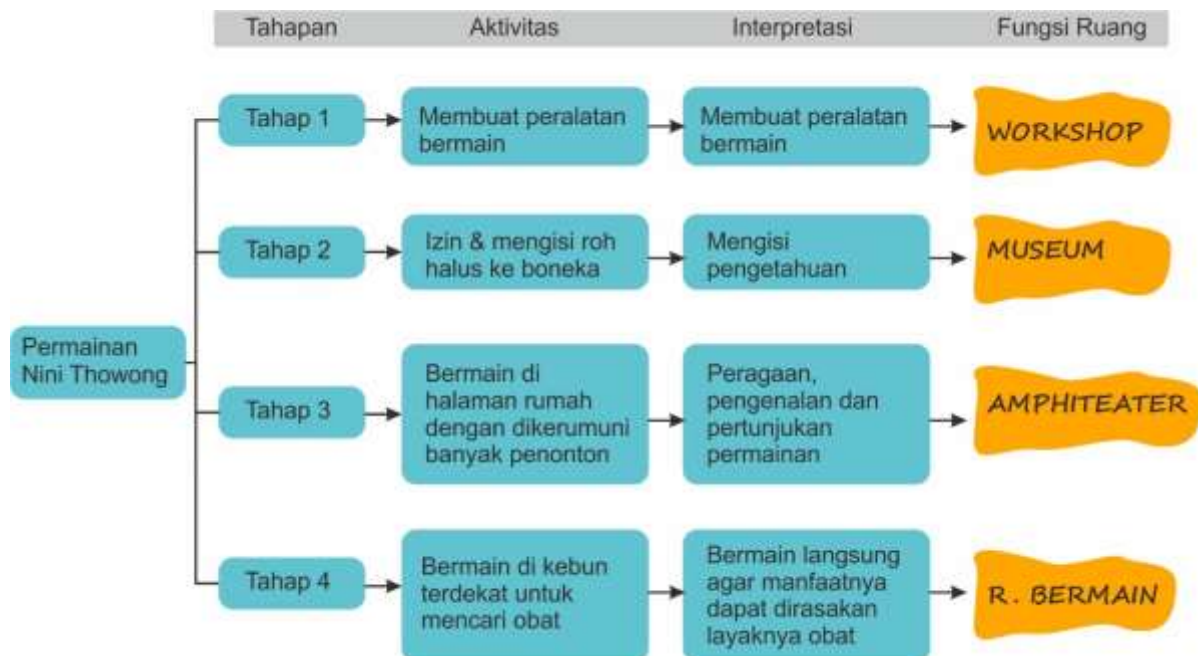 Tahapan Aktivitas Interpretasi Fungsi Ruang
Permainan
Nini Thowong
Tahap 1
Membuat peralatan
bermain
Membuat peralatan
bermain
WORKSHOP
Tahap 2
Izin & mengisi roh
halus ke boneka
Mengisi
pengetahuan
MUSEUM
Tahap 3
Bermain di
halaman rumah
dengan dikerumuni
banyak penonton
Peragaan,
pengenalan dan
pertunjukan
permainan
AMPHITEATER
Tahap 4
Bermain di kebun
terdekat untuk
mencari obat
Bermain langsung
agar manfaatnya
dapat dirasakan
layaknya obat
R. BERMAIN